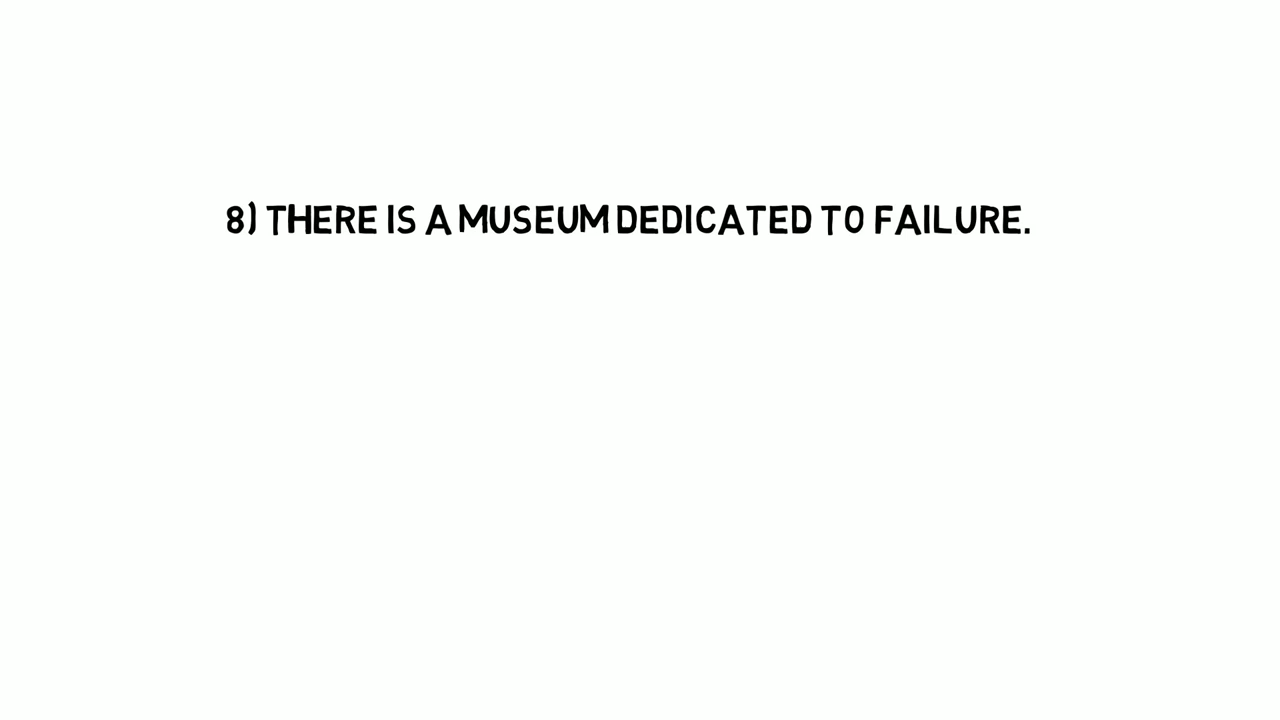 8) THERE IS A MUSEUM DEDICATED TO FAILURE.